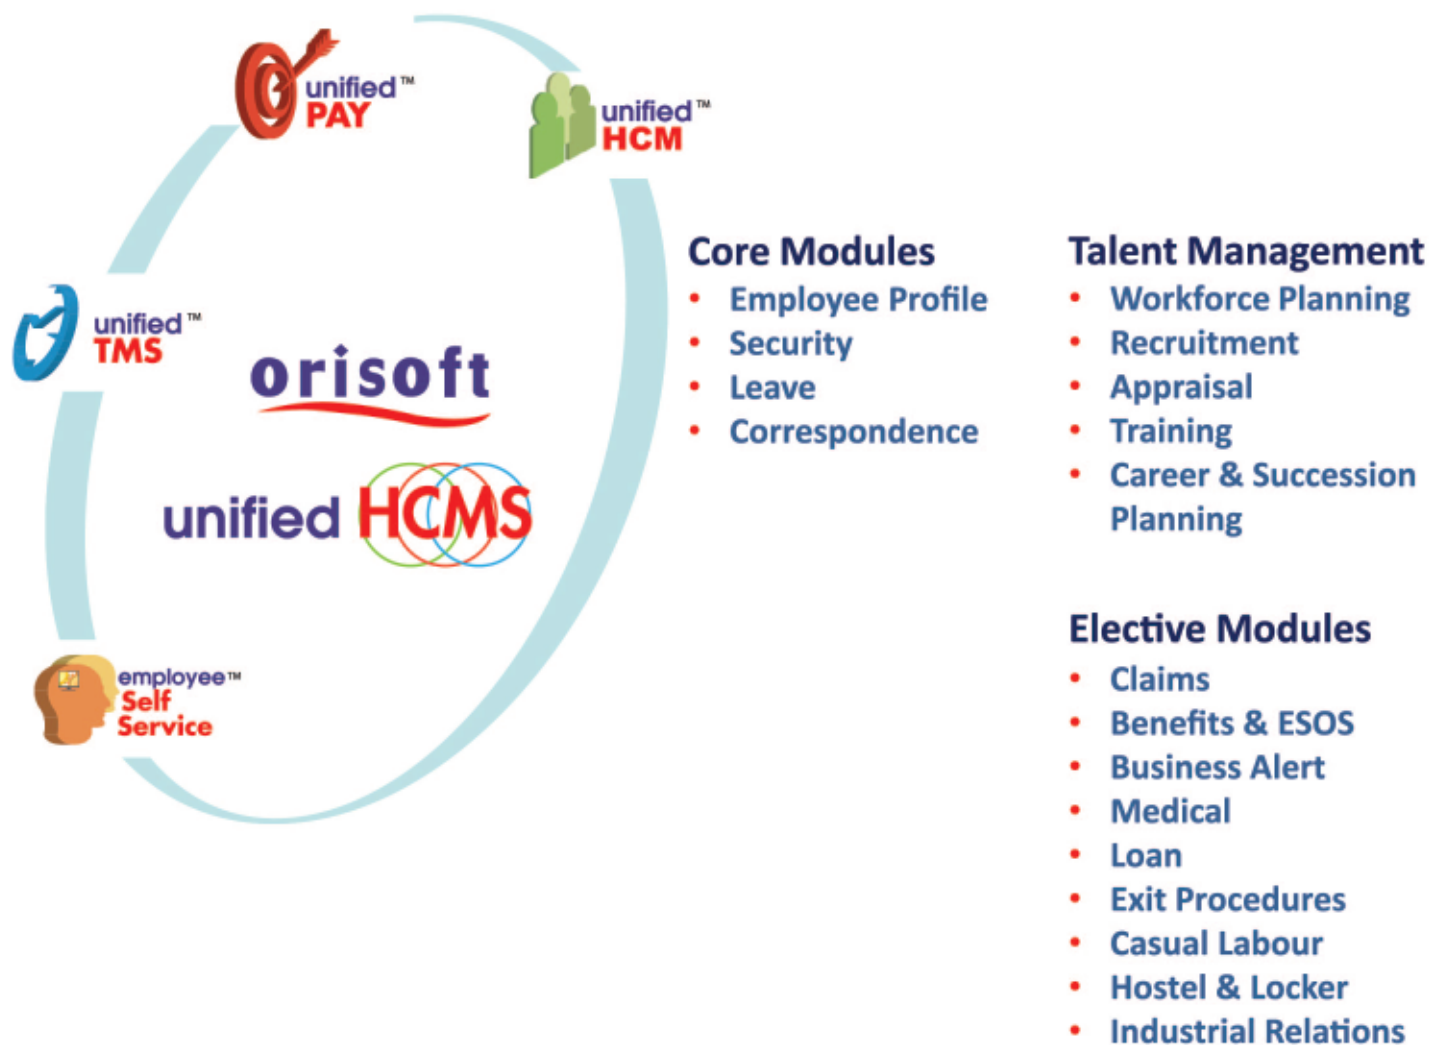 unified™
PAY
unified™
HCM
unified™
TMS
orisoft
unified HCMS
employee™
Self
Service
Core Modules
• Employee Profile
• Security
• Leave
• Correspondence
Talent Management
• Workforce Planning
• Recruitment
• Appraisal
• Training
• Career & Succession
Planning
Elective Modules
• Claims
• Benefits & ESOS
• Business Alert
• Medical
• Loan
• Exit Procedures
• Casual Labour
• Hostel & Locker
• Industrial Relations